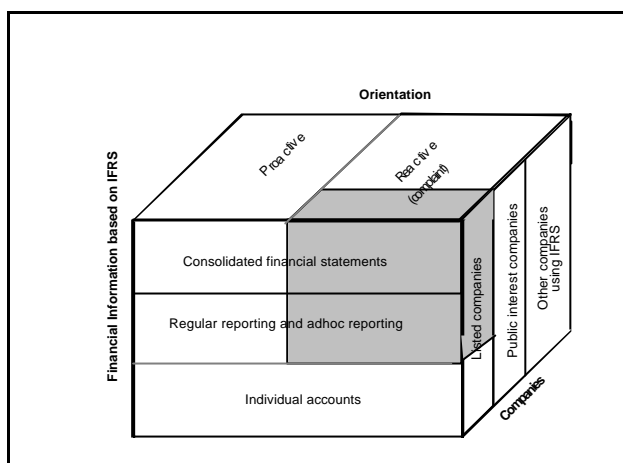 Orientation
Proactive
Reactive
(complaint)
Financial Information based on IFRS
Consolidated financial statements
Regular reporting and adhoc reporting
Individual accounts
Listed companies
Public interest companies
Other companies
using IFRS
Companies